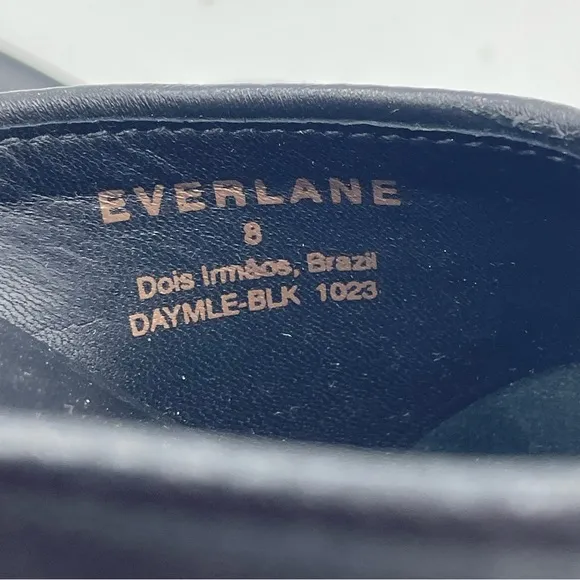 EVERLANE
8
Dois Irmãos, Brazil
DAYMLE-BLK 1023